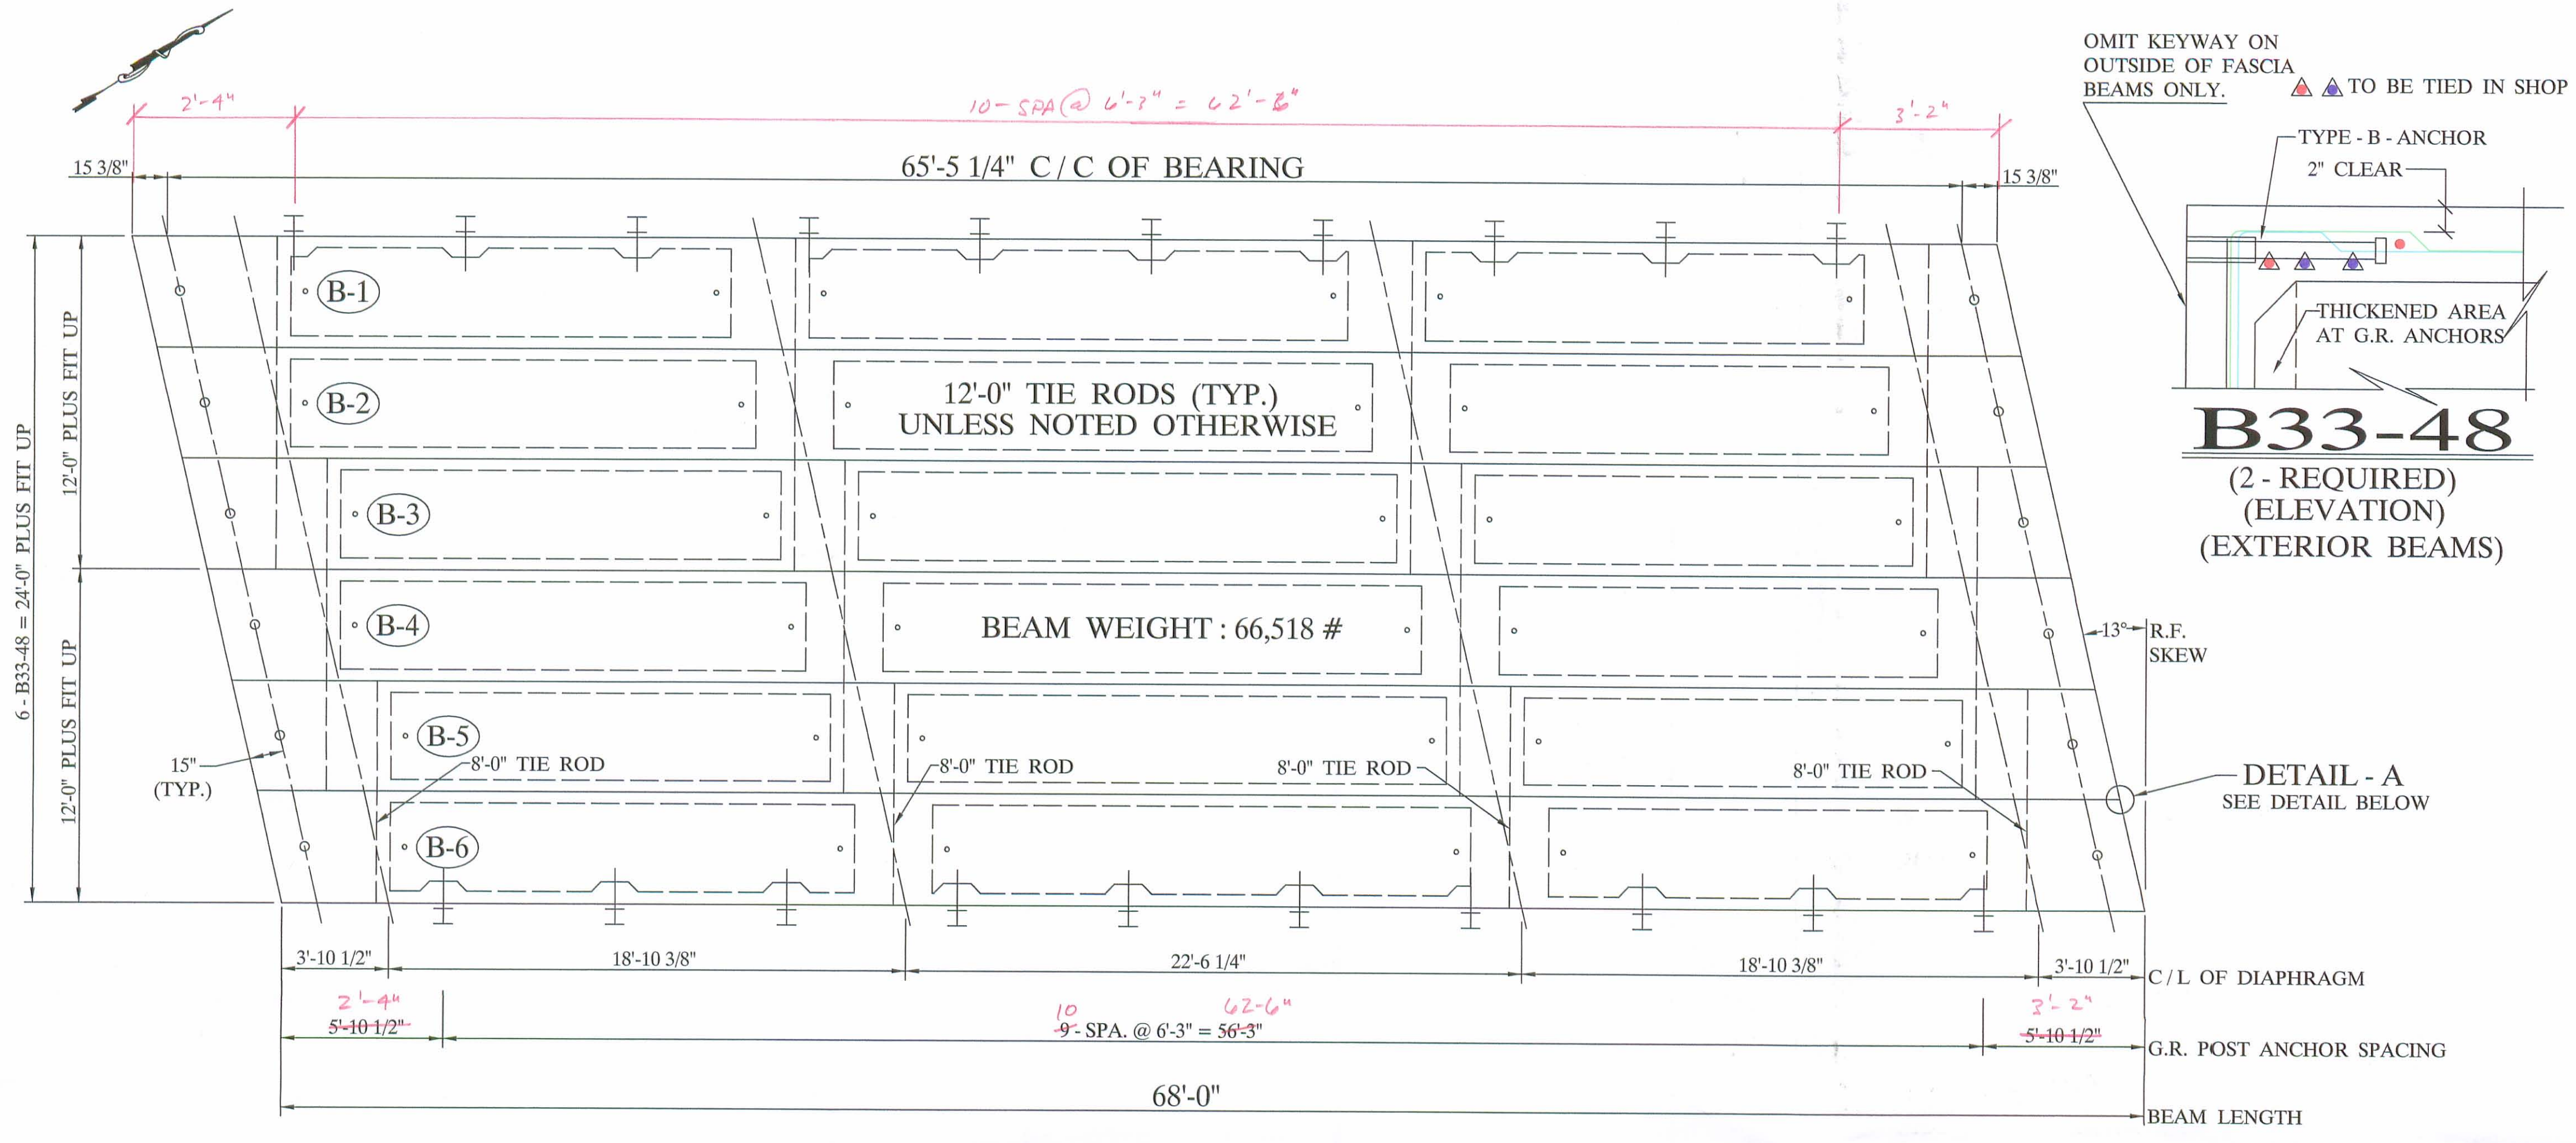 2'-4"
10-SPA @ 6'-3" = 62'-6"
3'-2"
15 3/8"
65'-5 1/4" C / C OF BEARING
15 3/8"
OMIT KEYWAY ON
OUTSIDE OF FASCIA
BEAMS ONLY.
TO BE TIED IN SHOP
TYPE - B - ANCHOR
2" CLEAR
THICKENED AREA
AT G.R. ANCHORS
B33-48
(2 - REQUIRED)
(ELEVATION)
(EXTERIOR BEAMS)
6 - B33-48 = 24'-0" PLUS FIT UP
12'-0" PLUS FIT UP
12'-0" PLUS FIT UP
B-1
B-2
12'-0" TIE RODS (TYP.)
UNLESS NOTED OTHERWISE
B-3
B-4
BEAM WEIGHT : 66,518 #
13°
R.F.
SKEW
B-5
15"
(TYP.)
8'-0" TIE ROD
8'-0" TIE ROD
8'-0" TIE ROD
8'-0" TIE ROD
DETAIL - A
SEE DETAIL BELOW
B-6
3'-10 1/2"
18'-10 3/8"
22'-6 1/4"
18'-10 3/8"
3'-10 1/2"
C / L OF DIAPHRAGM
2'-4"
10
62-6"
3'-2"
5'-10 1/2"
9 - SPA. @ 6'-3" = 56'-3"
5'-10 1/2"
G.R. POST ANCHOR SPACING
68'-0"
BEAM LENGTH